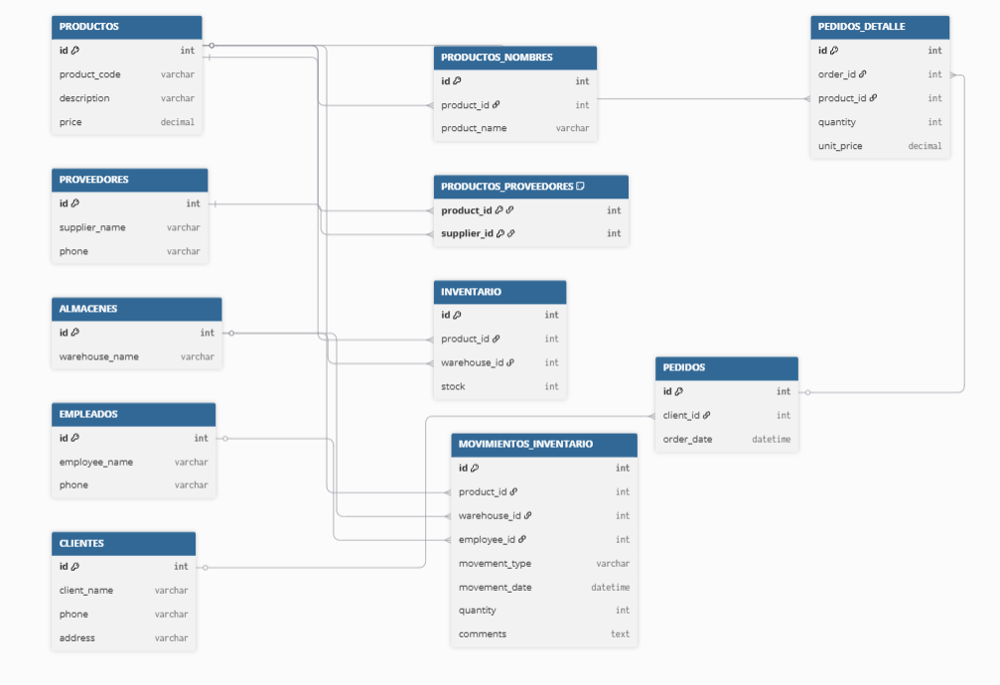 PRODUCTOS
id int
product_code varchar
description varchar
price decimal
PROVEEDORES
id int
supplier_name varchar
phone varchar
ALMACENES
id int
warehouse_name varchar
EMPLEADOS
id int
employee_name varchar
phone varchar
CLIENTES
id int
client_name varchar
phone varchar
address varchar
PRODUCTOS_NOMBRES
id int
product_id int
product_name varchar
PRODUCTOS_PROVEEDORES
product_id int
supplier_id int
INVENTARIO
id int
product_id int
warehouse_id int
stock int
MOVIMIENTOS_INVENTARIO
id int
product_id int
warehouse_id int
employee_id int
movement_type varchar
movement_date datetime
quantity int
comments text
PEDIDOS
id int
client_id int
order_date datetime
PEDIDOS_DETALLE
id int
order_id int
product_id int
quantity int
unit_price decimal